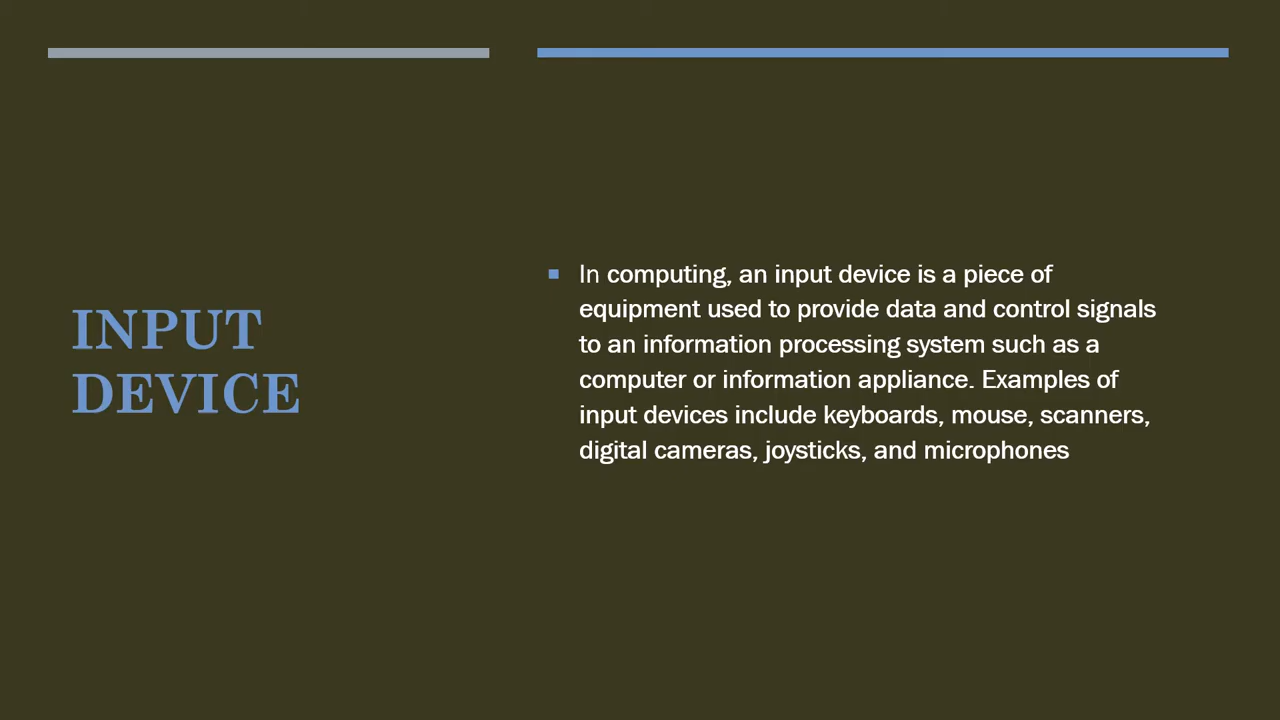 INPUT
DEVICE
In computing, an input device is a piece of
equipment used to provide data and control signals
to an information processing system such as a
computer or information appliance. Examples of
input devices include keyboards, mouse, scanners,
digital cameras, joysticks, and microphones